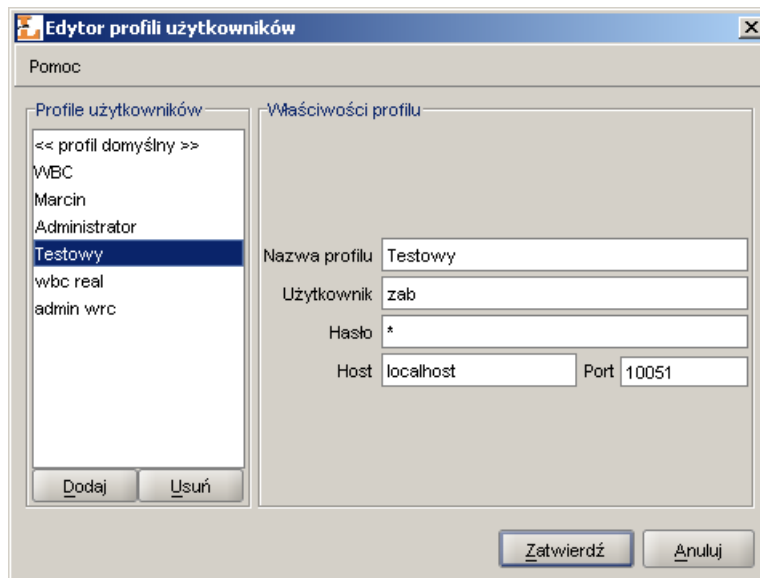 Edytor profili użytkowników
Pomoc
Profile użytkowników
<< profil domyślny >>
WBC
Marcin
Administrator
Testowy
wbc real
admin wrc
Dodaj Usuń
Właściwości profilu
Nazwa profilu Testowy
Użytkownik zab
Hasło *
Host localhost Port 10051
Zatwierdź Anuluj